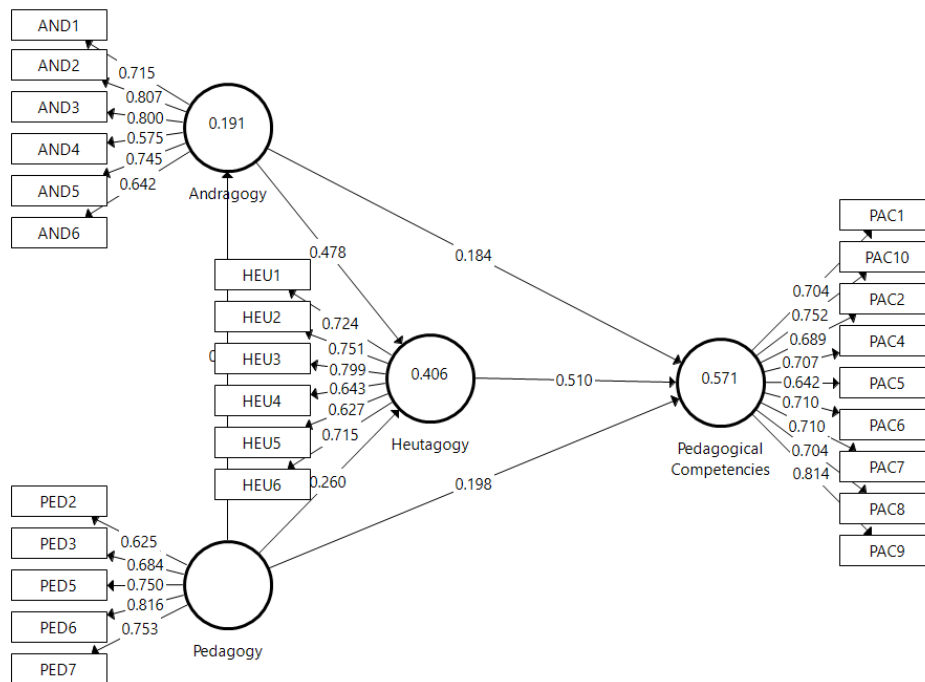 AND1
AND2
AND3
AND4
AND5
AND6
0.715
0.807
0.800
0.575
0.745
0.642
0.191
Andragogy
0.478
0.184
HEU1
HEU2
HEU3
HEU4
HEU5
HEU6
0.724
0.751
0.799
0.643
0.627
0.715
0.406
Heutagogy
0.260
0.510
0.198
PED2
PED3
PED5
PED6
PED7
0.625
0.684
0.750
0.816
0.753
Pedagogy
0.571
Pedagogical
Competencies
0.704
0.752
0.689
0.707
0.642
0.710
0.710
0.704
0.814
PAC1
PAC10
PAC2
PAC4
PAC5
PAC6
PAC7
PAC8
PAC9